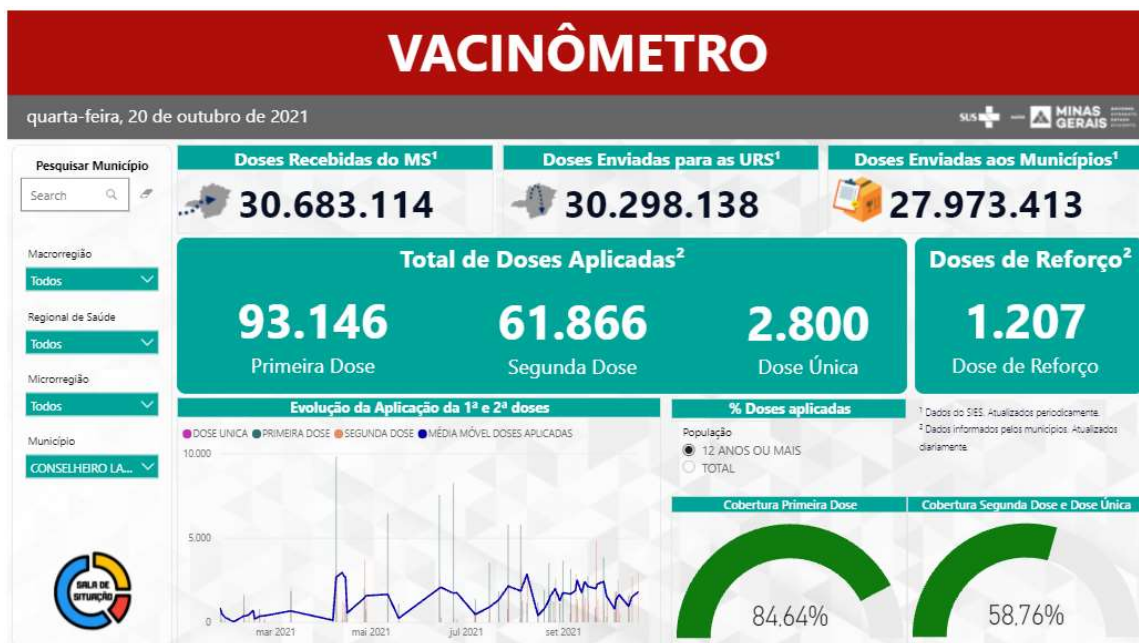 VACINÔMETRO
quarta-feira, 20 de outubro de 2021
SUS
MINAS
GERAIS
Pesquisar Município
Search
Doses Recebidas do MS¹
30.683.114
Doses Enviadas para as URS¹
30.298.138
Doses Enviadas aos Municípios¹
27.973.413
Macrorregião
Todos
Regional de Saúde
Todos
Microrregião
Todos
Município
CONSELHEIRO LA...
SALA DE
SITUAÇÃO
Total de Doses Aplicadas²
93.146
Primeira Dose
61.866
Segunda Dose
2.800
Dose Única
Doses de Reforço²
1.207
Dose de Reforço
Evolução da Aplicação da 1ª e 2ª doses
DOSE UNICA PRIMEIRA DOSE SEGUNDA DOSE MÉDIA MÓVEL DOSES APLICADAS
10.000
5.000
0
mar 2021 mai 2021 jul 2021 set 2021
% Doses aplicadas
População
12 ANOS OU MAIS
TOTAL
¹ Dados do SIES. Atualizados periodicamente.
² Dados informados pelos municípios. Atualizados
diariamente.
Cobertura Primeira Dose
84,64%
Cobertura Segunda Dose e Dose Única
58,76%